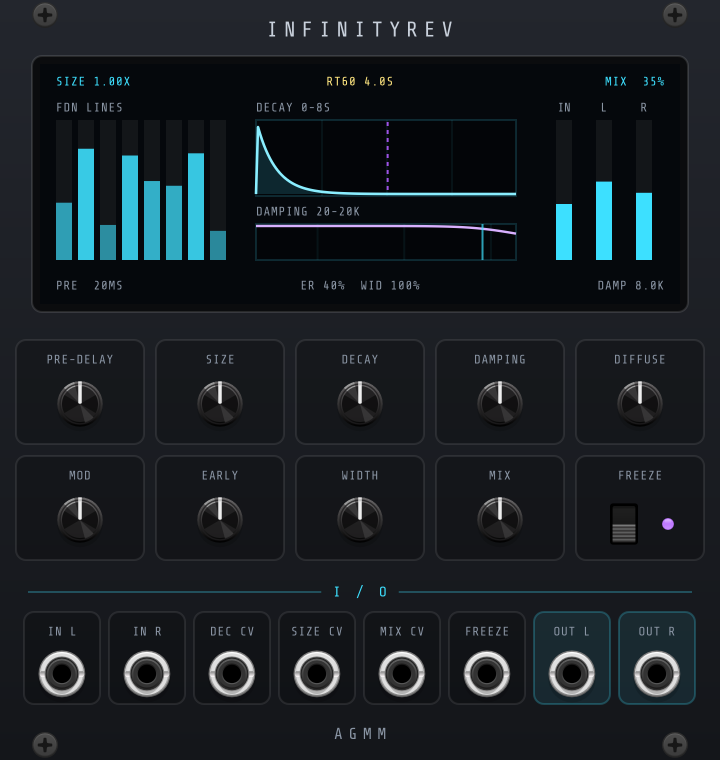 INFINITYREV
SIZE 1.00X RT60 4.0S MIX 35%
FDN LINES DECAY 0-8S IN L R
DAMPING 20-20K
PRE 20MS ER 40% WID 100% DAMP 8.0K
PRE-DELAY SIZE DECAY DAMPING DIFFUSE
MOD EARLY WIDTH MIX FREEZE
I / O
IN L IN R DEC CV SIZE CV MIX CV FREEZE OUT L OUT R
AGMM